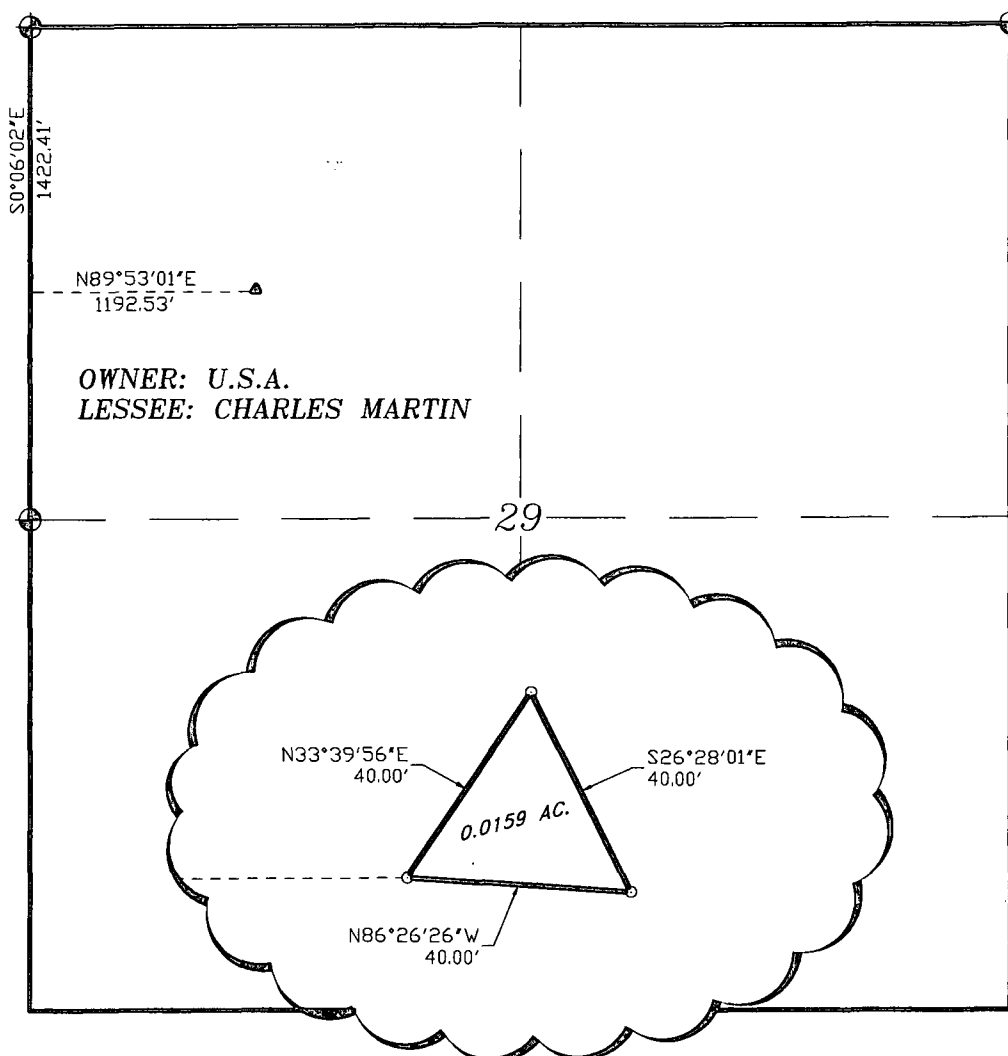 S0°06'02"E
1422.41'
N89°53'01"E
1192.53'
OWNER: U.S.A.
LESSEE: CHARLES MARTIN
29
N33°39'56"E
40.00'
S26°28'01"E
40.00'
0.0159 AC.
N86°26'26"W
40.00'